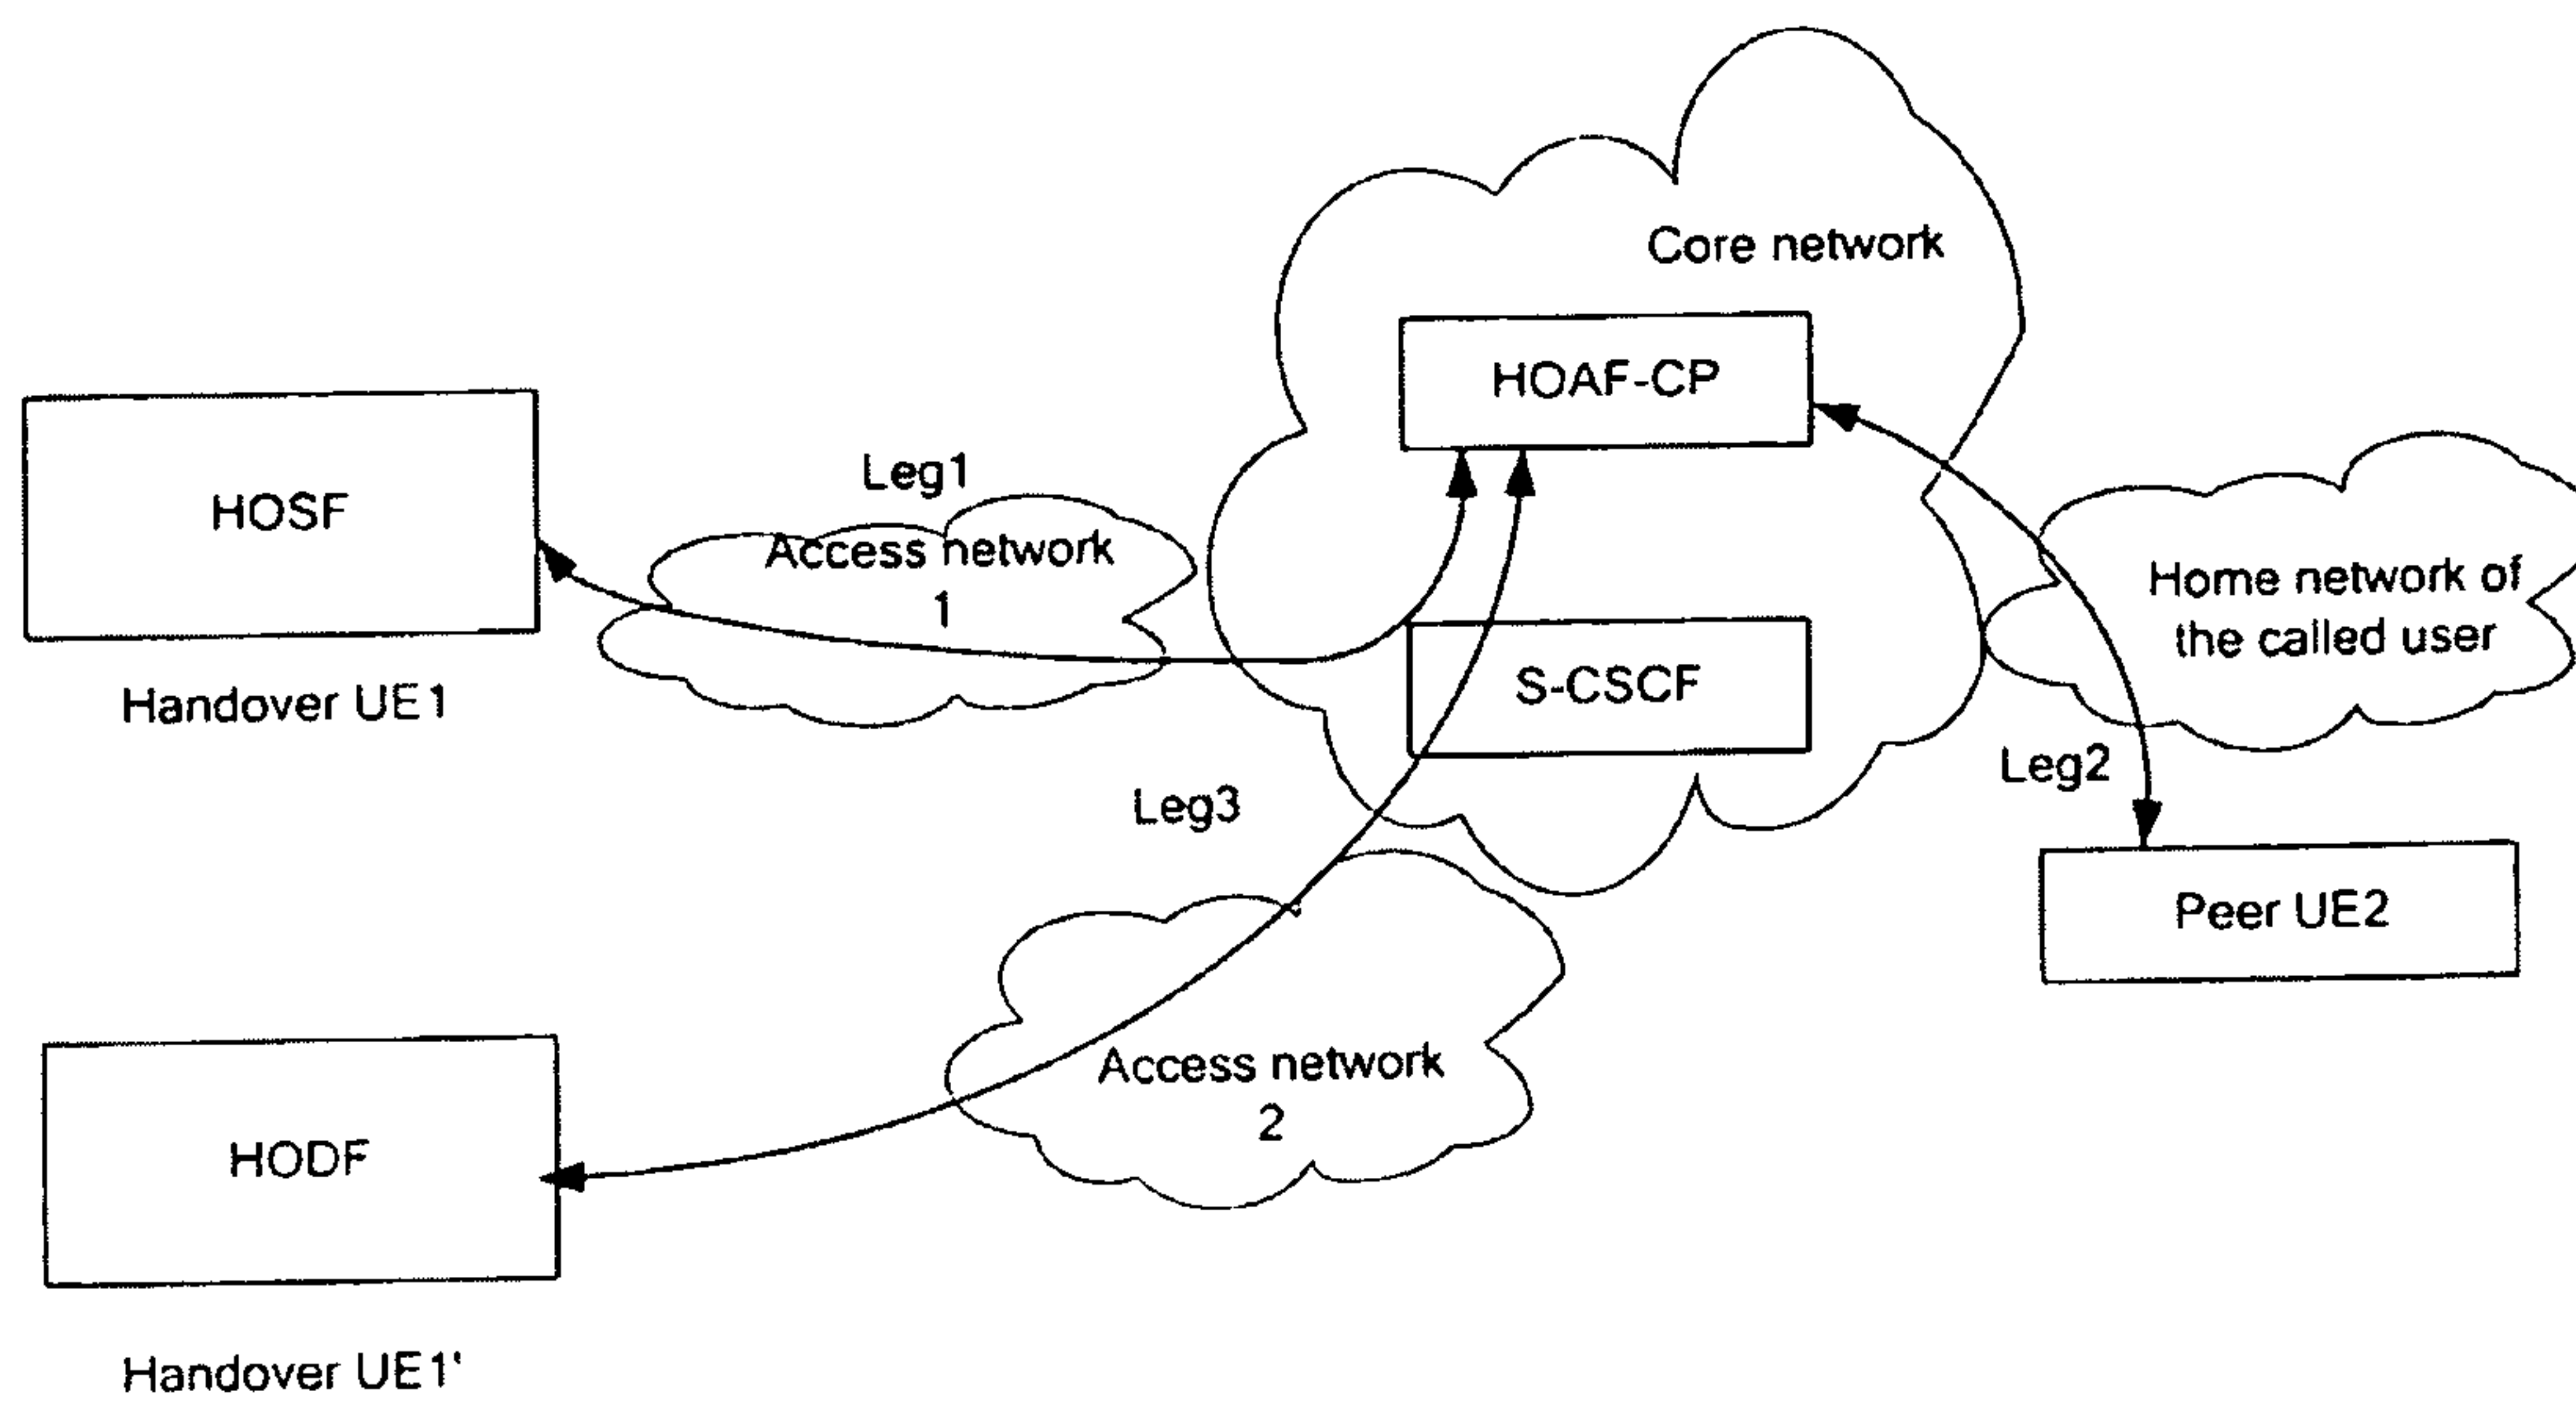 Core network
HOAF-CP
Leg1
HOSF
Access network
1
Home network of
the called user
S-CSCF
Handover UE1
Leg2
Leg3
Peer UE2
Access network
2
HODF
Handover UE1'